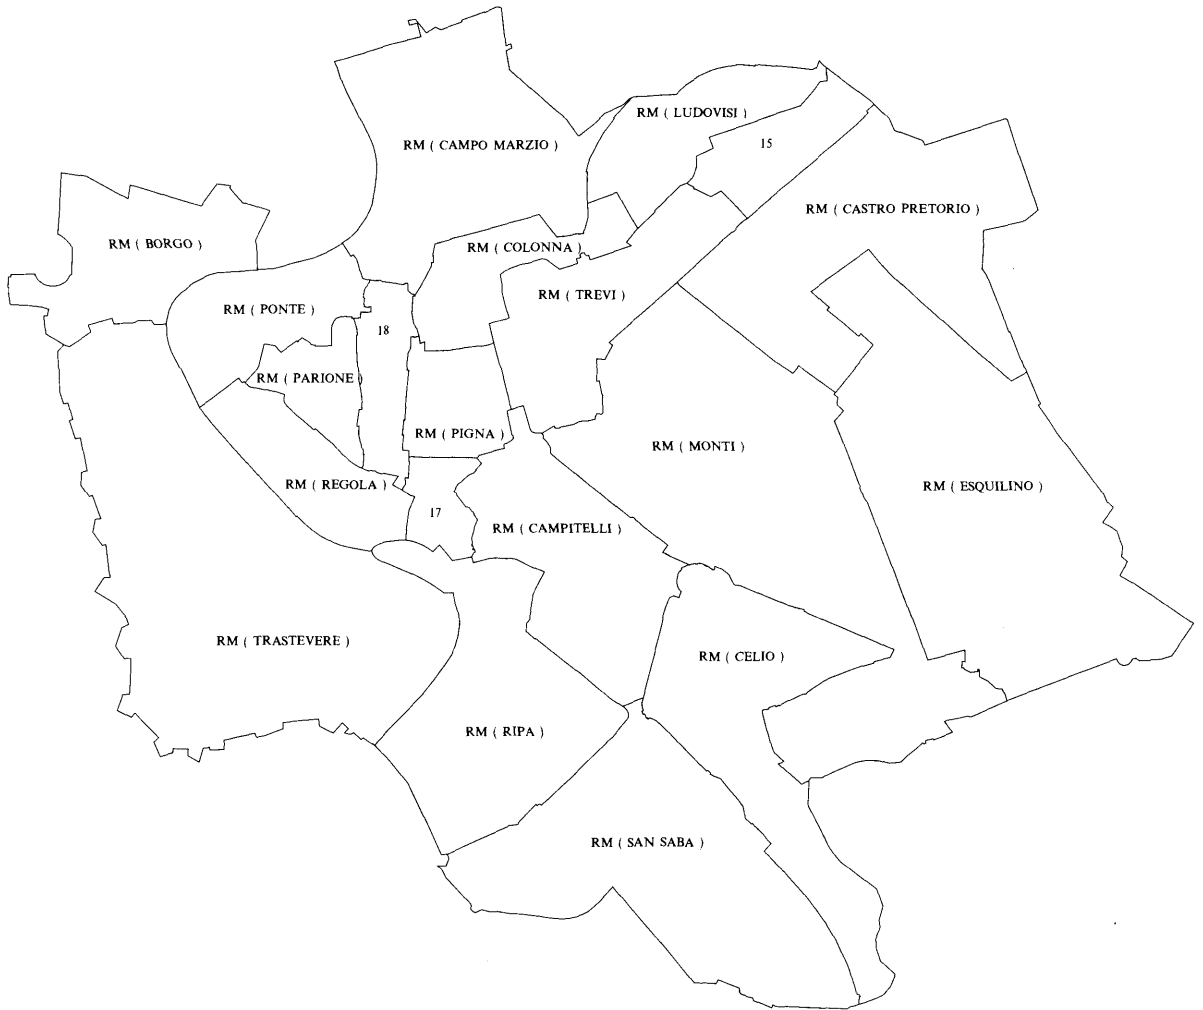 RM ( LUDOVISI )
RM ( CAMPO MARZIO )
15
RM ( CASTRO PRETORIO )
RM ( BORGO )
RM ( COLONNA )
RM ( TREVI )
RM ( PONTE )
18
RM ( PARIONE )
RM ( PIGNA )
RM ( MONTI )
RM ( REGOLA )
RM ( ESQUILINO )
17
RM ( CAMPITELLI )
RM ( TRASTEVERE )
RM ( CELIO )
RM ( RIPA )
RM ( SAN SABA )